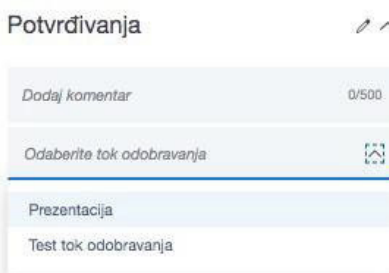 Potvrđivanja
Dodaj komentar 0/500
Odaberite tok odobravanja
Prezentacija
Test tok odobravanja